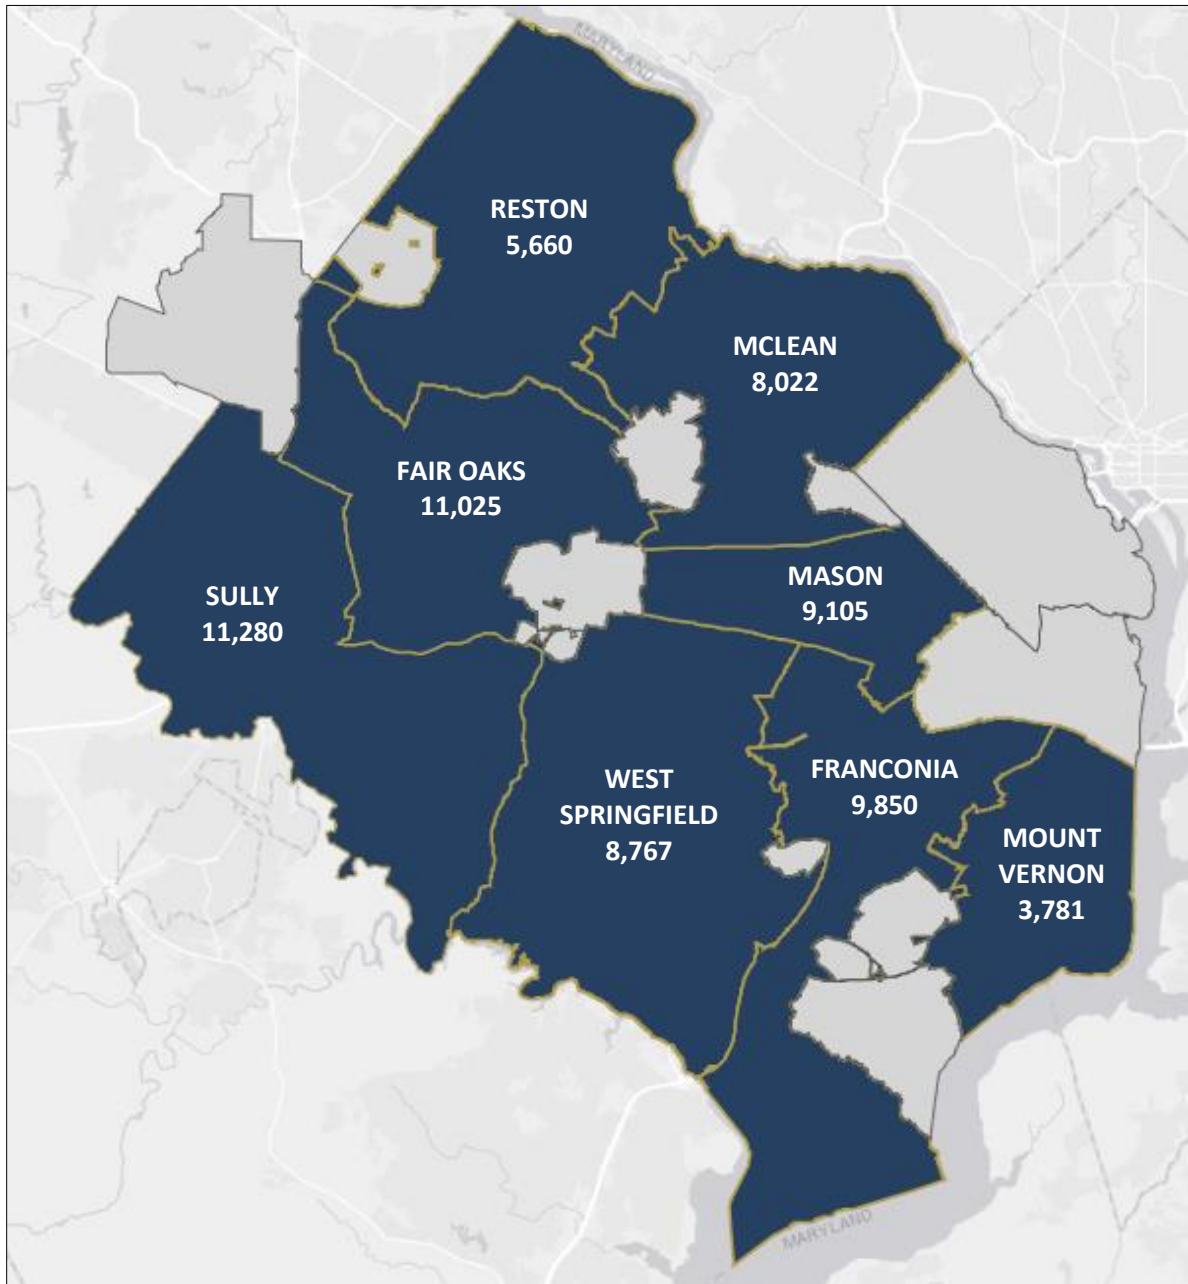 MARYLAND
RESTON
5,660
MCLEAN
8,022
FAIR OAKS
11,025
MASON
9,105
SULLY
11,280
FRANCONIA
9,850
WEST
SPRINGFIELD
8,767
MOUNT
VERNON
3,781
MARYLAND